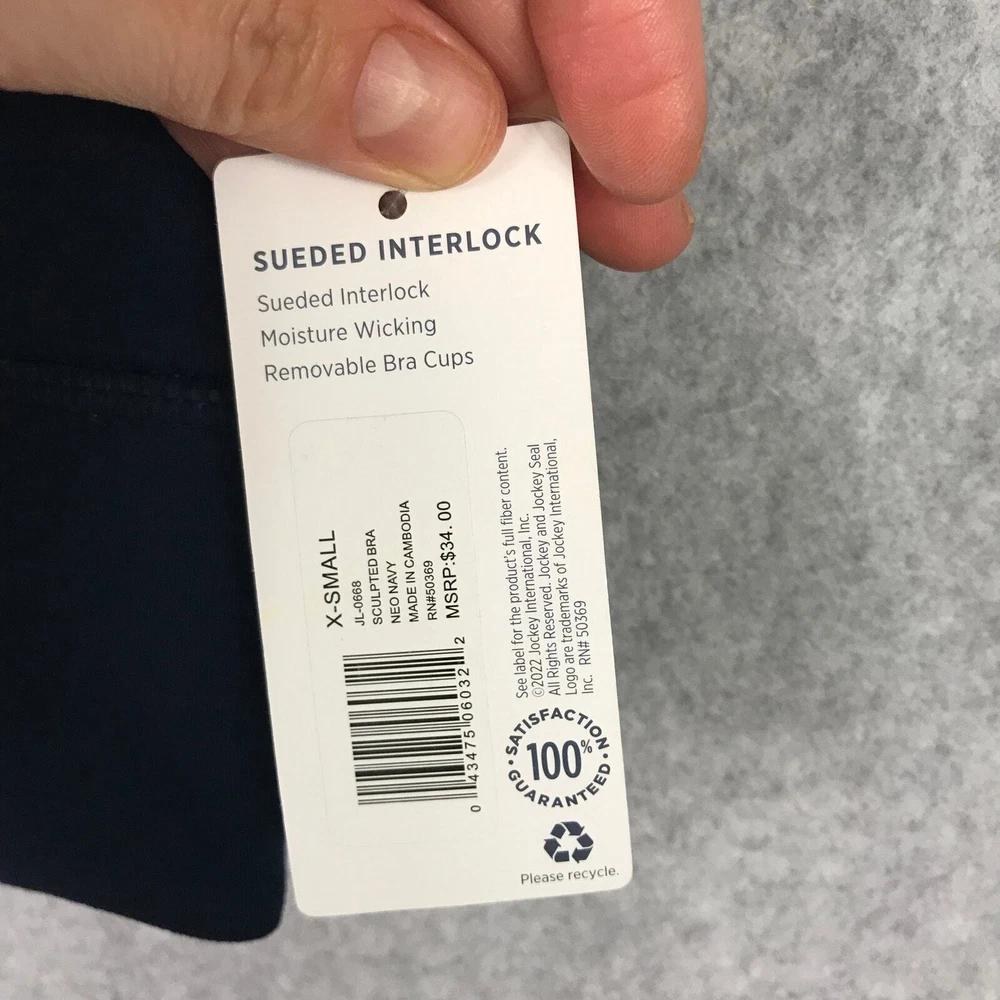 SUEDED INTERLOCK
Sueded Interlock
Moisture Wicking
Removable Bra Cups
X-SMALL
JL-0668
SCULPTED BRA
NEO NAVY
MADE IN CAMBODIA
RN#50369
MSRP:$34. 00
0 43475 06032 2
See label for the product's full fiber content.
©2022 Jockey International, Inc.
All Rights Reserved. Jockey and Jockey Seal
Logo are trademarks of Jockey International,
Inc. RN# 50369
• SATISFACTION •
100%
GUARANTEED
Please recycle.